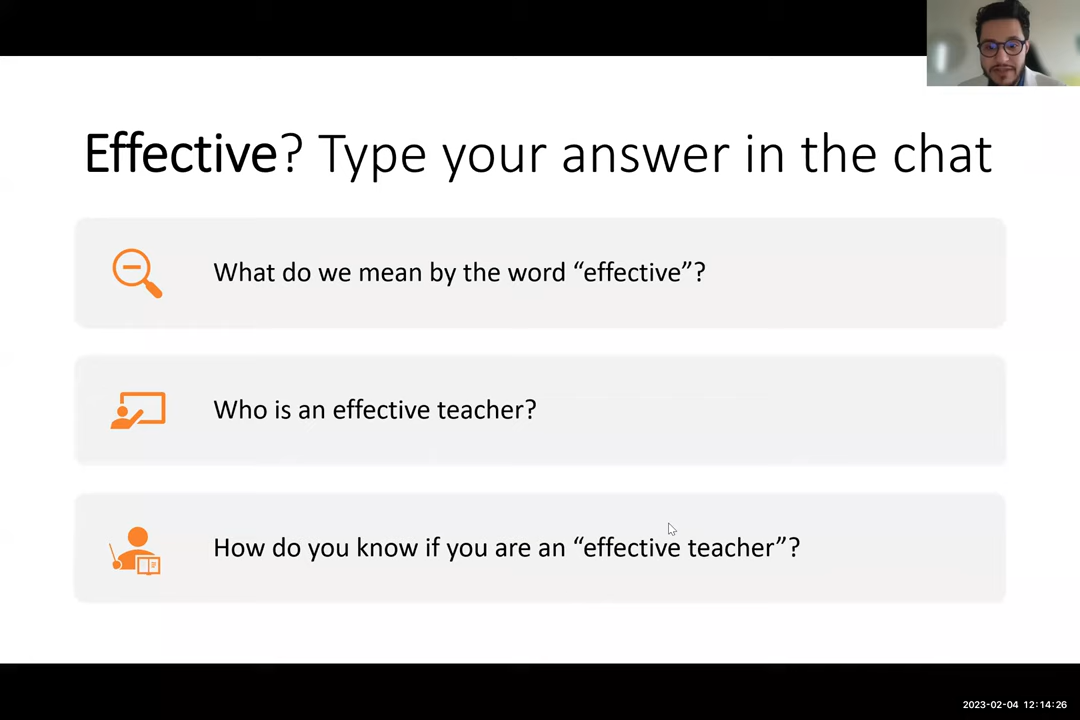 Effective? Type your answer in the chat
What do we mean by the word “effective”?
Who is an effective teacher?
How do you know if you are an “effective teacher”?
2023-02-04 12:14:26